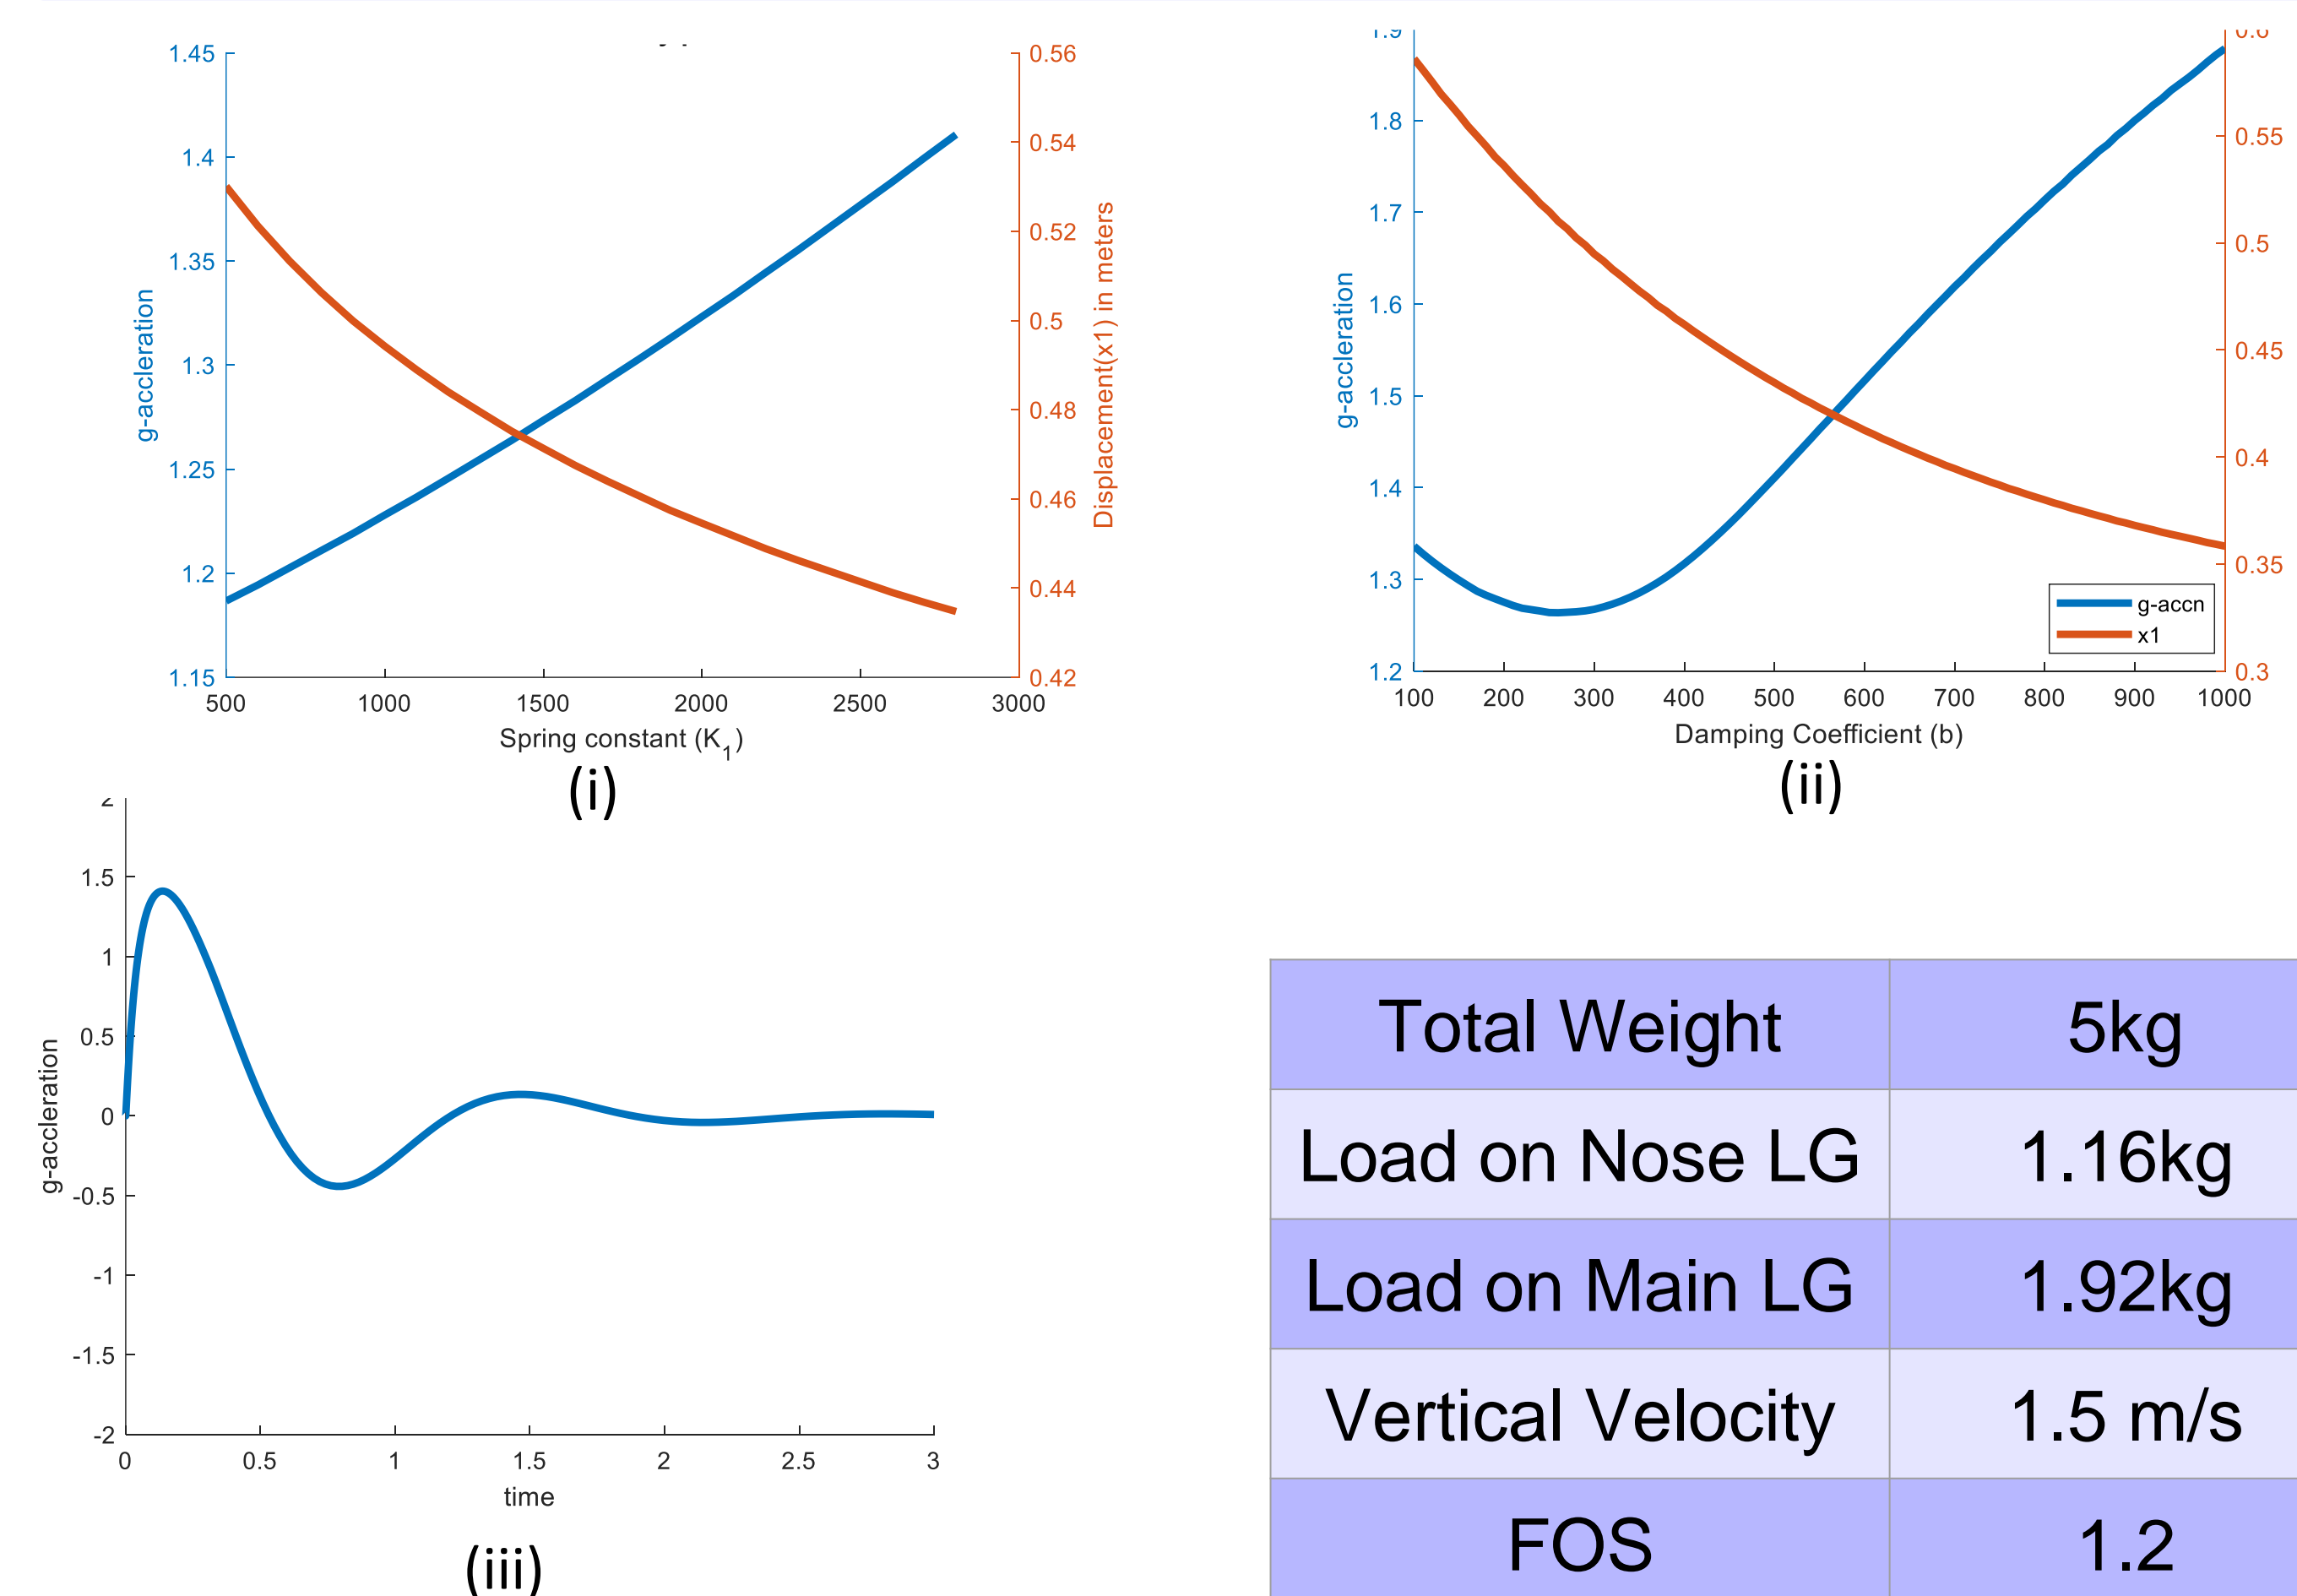 1.45
1.4
1.35
1.3
1.25
1.2
1.15
g-accleration
0.56
0.54
0.52
0.5
0.48
0.46
0.44
0.42
Displacement(x1) in meters
500 1000 1500 2000 2500 3000
Spring constant (K1)
(i)
1.9
1.8
1.7
1.6
1.5
1.4
1.3
1.2
g-accleration
0.6
0.55
0.5
0.45
0.4
0.35
0.3
g-accn
x1
100 200 300 400 500 600 700 800 900 1000
Damping Coefficient (b)
(ii)
2
1.5
1
0.5
0
-0.5
-1
-1.5
-2
g-accleration
0 0.5 1 1.5 2 2.5 3
time
(iii)
Total Weight 5kg
Load on Nose LG 1.16kg
Load on Main LG 1.92kg
Vertical Velocity 1.5 m/s
FOS 1.2